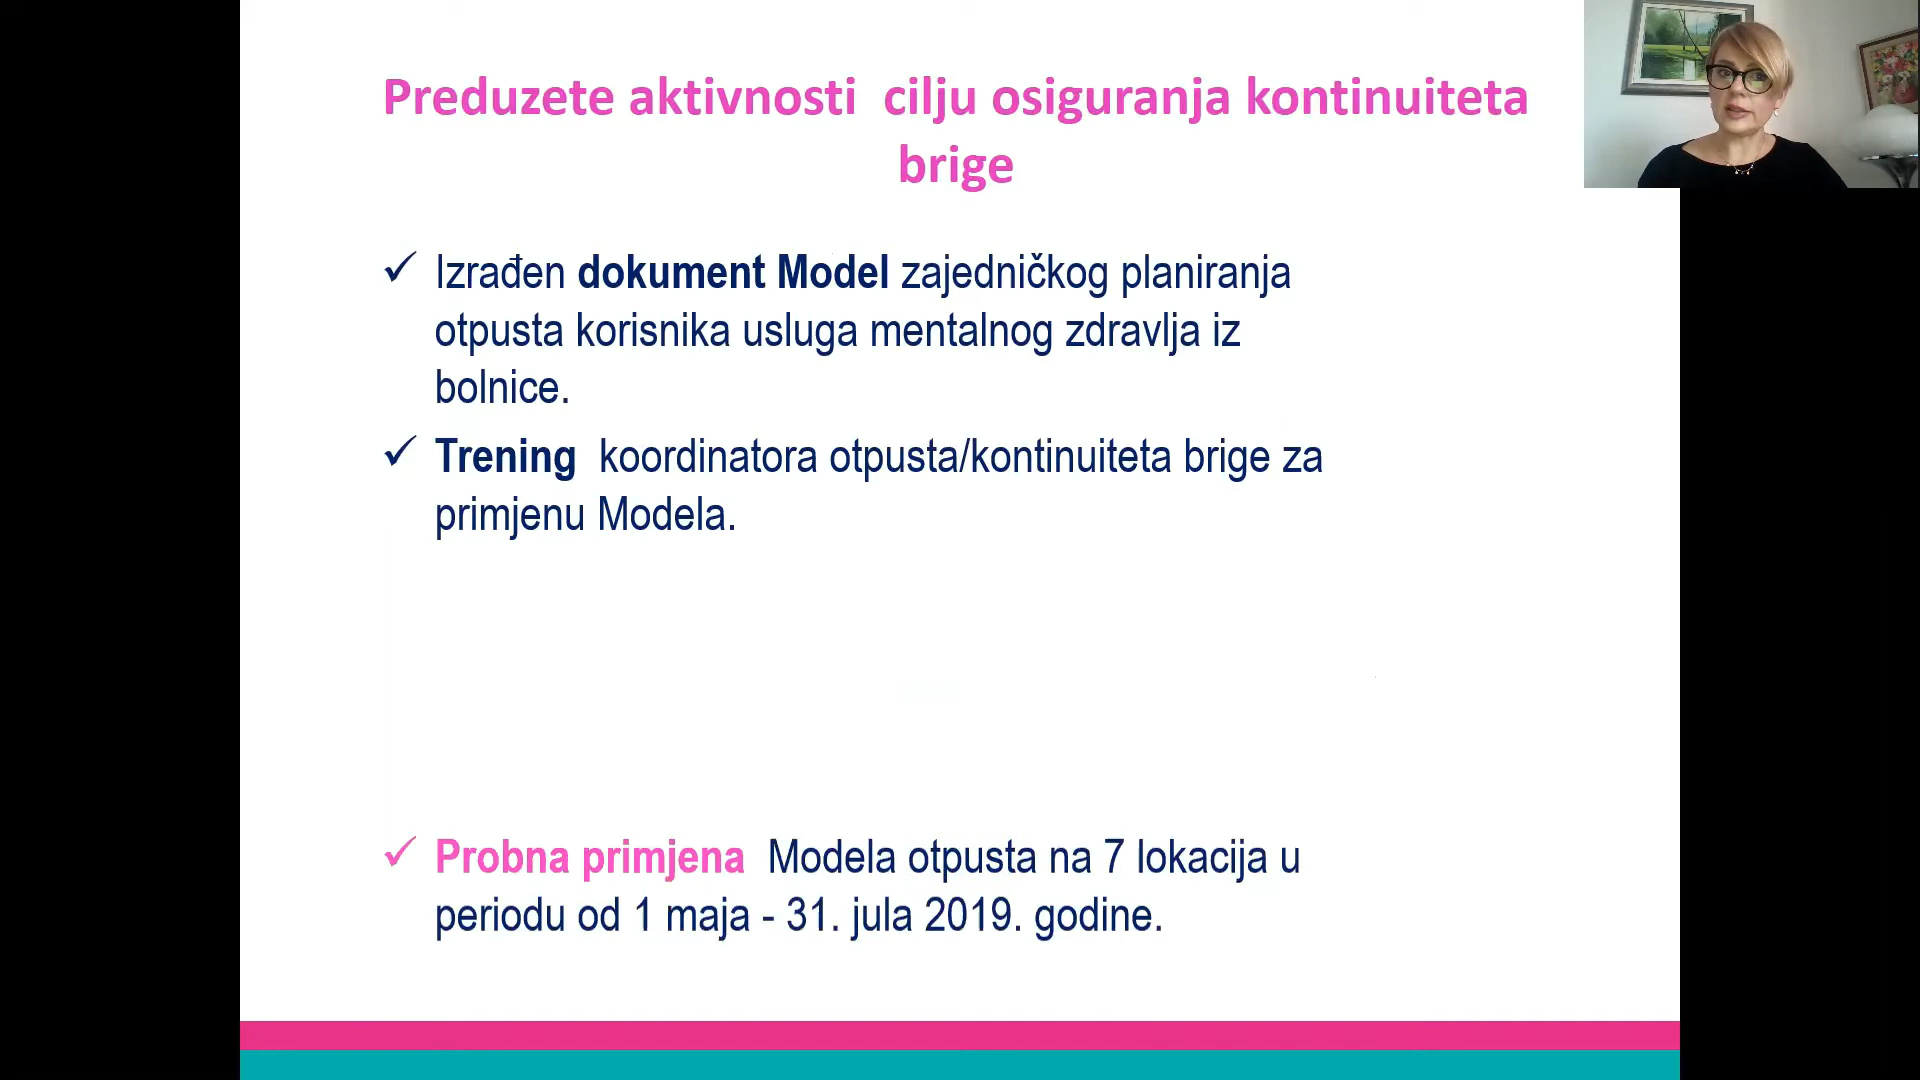 Preduzete aktivnosti  cilju osiguranja kontinuiteta
brige
✓ Izrađen dokument Model zajedničkog planiranja
otpusta korisnika usluga mentalnog zdravlja iz
bolnice.
✓ Trening  koordinatora otpusta/kontinuiteta brige za
primjenu Modela.
✓ Probna primjena  Modela otpusta na 7 lokacija u
periodu od 1 maja - 31. jula 2019. godine.